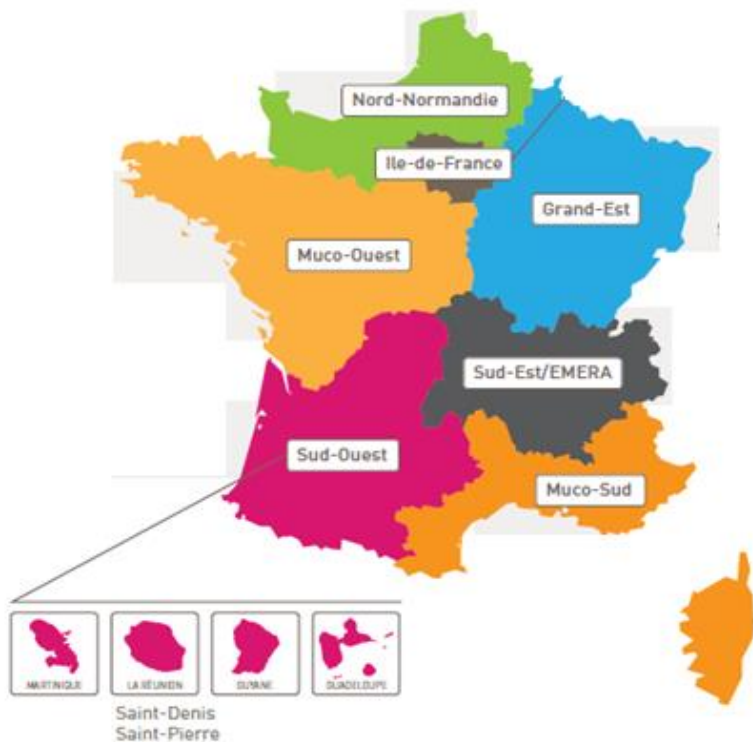 Nord-Normandie
Ile-de-France
Grand-Est
Muco-Ouest
Sud-Est/EMERA
Sud-Ouest
Muco-Sud
MARTINIQUE
LA RÉUNION
GUYANE
GUADELOUPE
Saint-Denis
Saint-Pierre